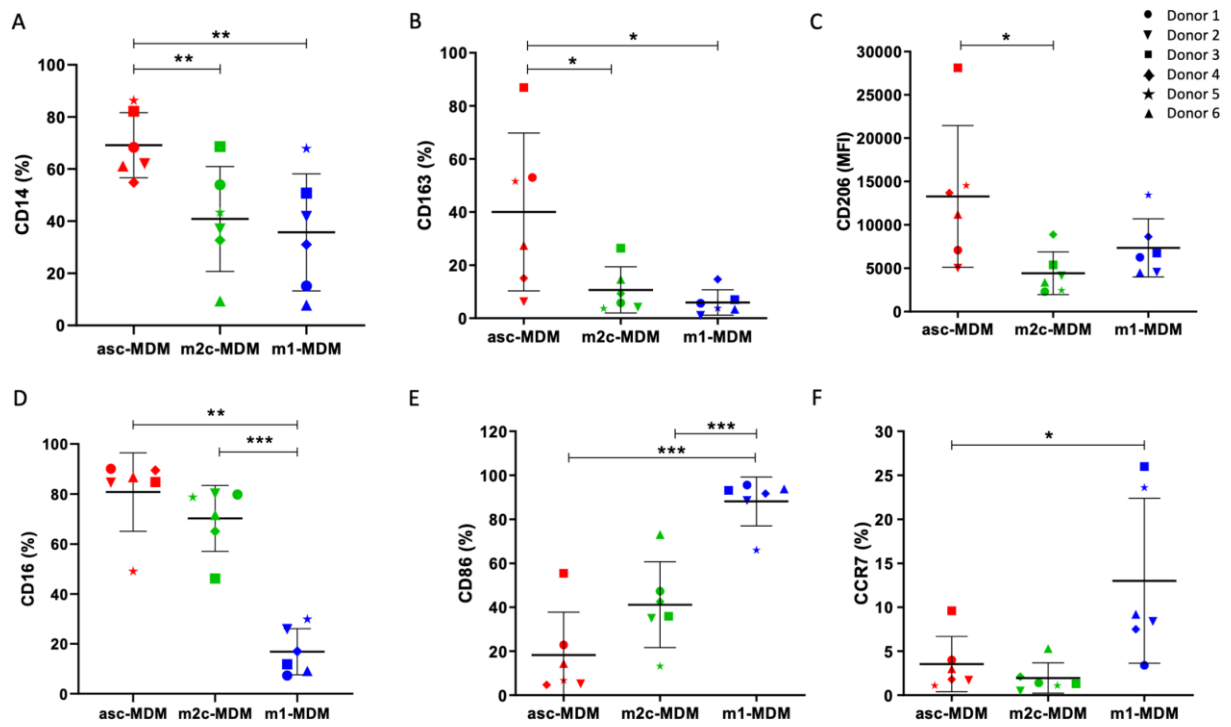 A
**
**
CD14 (%)
100
80
60
40
20
0
asc-MDM m2c-MDM m1-MDM
B
*
*
CD163 (%)
100
80
60
40
20
0
asc-MDM m2c-MDM m1-MDM
C
Donor 1
Donor 2
Donor 3
Donor 4
Donor 5
Donor 6
*
CD206 (MFI)
30000
25000
20000
15000
10000
5000
0
asc-MDM m2c-MDM m1-MDM
D
**
***
CD16 (%)
100
80
60
40
20
0
asc-MDM m2c-MDM m1-MDM
E
***
***
CD86 (%)
120
100
80
60
40
20
0
asc-MDM m2c-MDM m1-MDM
F
*
CCR7 (%)
30
25
20
15
10
5
0
asc-MDM m2c-MDM m1-MDM